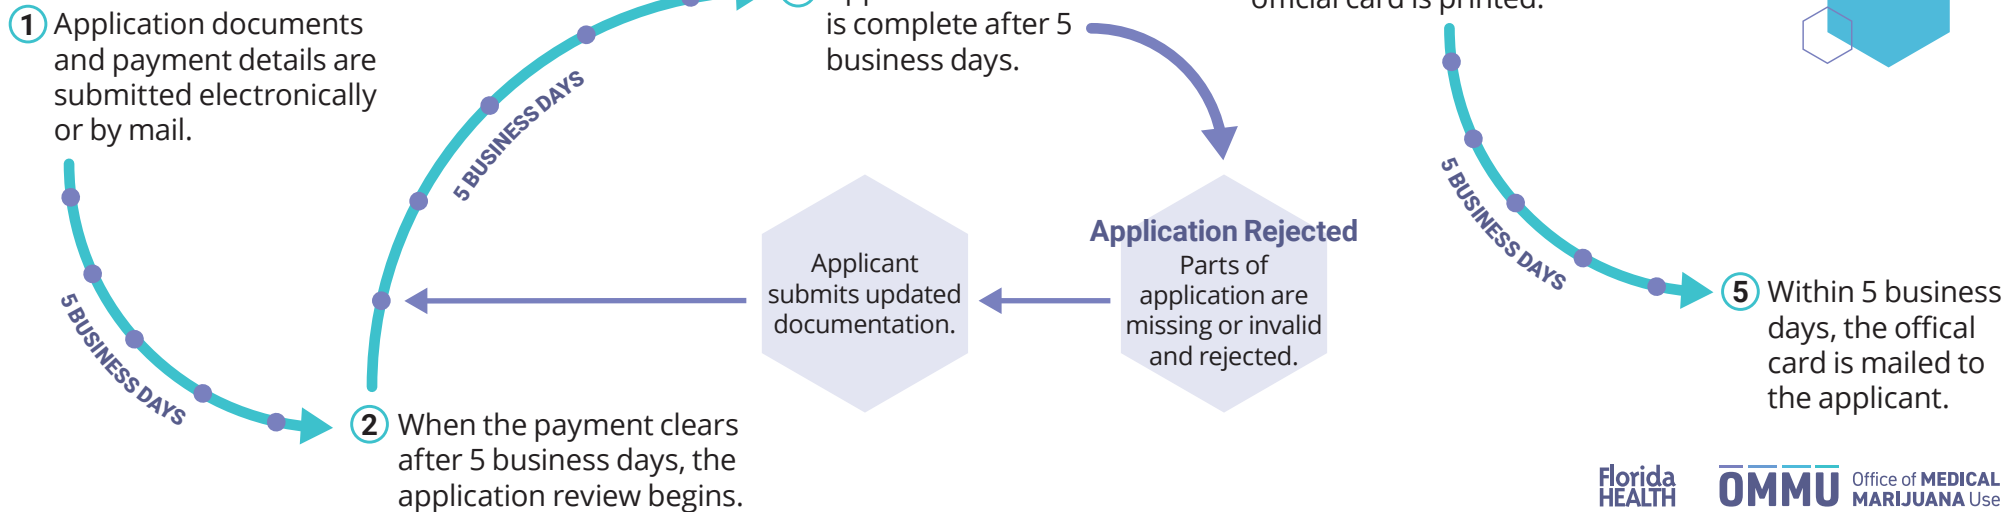 1 Application documents
and payment details are
submitted electronically
or by mail.
5 BUSINESS DAYS
2 When the payment clears
after 5 business days, the
application review begins.
5 BUSINESS DAYS
is complete after 5
business days.
Application Rejected
Parts of
application are
missing or invalid
and rejected.
Applicant
submits updated
documentation.
official card is printed.
5 BUSINESS DAYS
5 Within 5 business
days, the offical
card is mailed to
the applicant.
Florida
HEALTH
OMMU
Office of MEDICAL
MARIJUANA Use